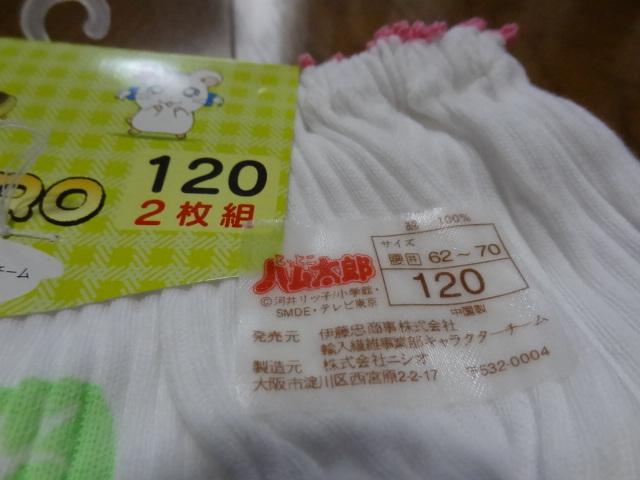 RO
120
2枚組
ーム
綿 100%
とっとこ
ハム太郎
サイズ
腰囲 62～70
120
©河井リツ子/小学館・
SMDE・テレビ東京
中国製
発売元 伊藤忠商事株式会社
輸入繊維事業部キャラクターチーム
製造元 株式会社ニシオ
大阪市淀川区西宮原2-2-17 〒532-0004